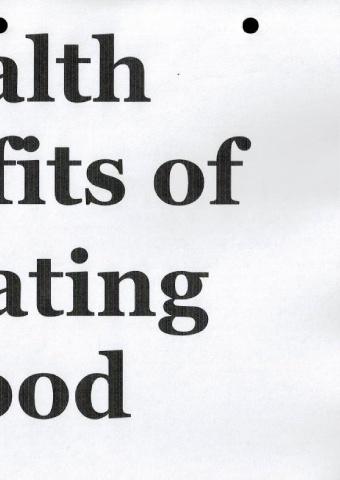 alth
fits of
ating
ood